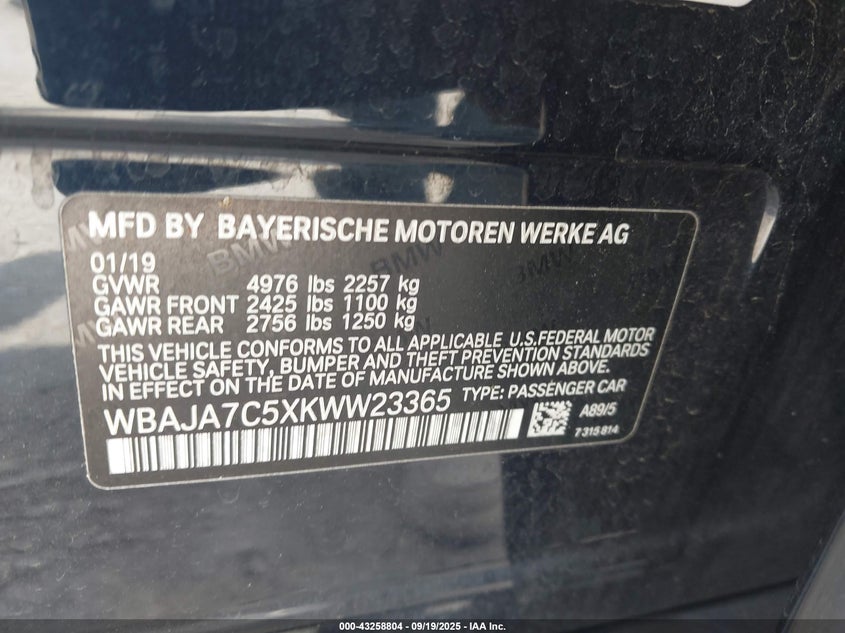 MFD BY BAYERISCHE MOTOREN WERKE AG
01/19
GVWR 4976 lbs 2257 kg
GAWR FRONT 2425 lbs 1100 kg
GAWR REAR 2756 lbs 1250 kg
THIS VEHICLE CONFORMS TO ALL APPLICABLE U.S.FEDERAL MOTOR
VEHICLE SAFETY, BUMPER AND THEFT PREVENTION STANDARDS
IN EFFECT ON THE DATE OF MANUFACTURE SHOWN ABOVE.
WBAJA7C5XKWW23365 TYPE: PASSENGER CAR
A89/5
7315814
000-43258804 | 09/19/2025 | IAA Inc.